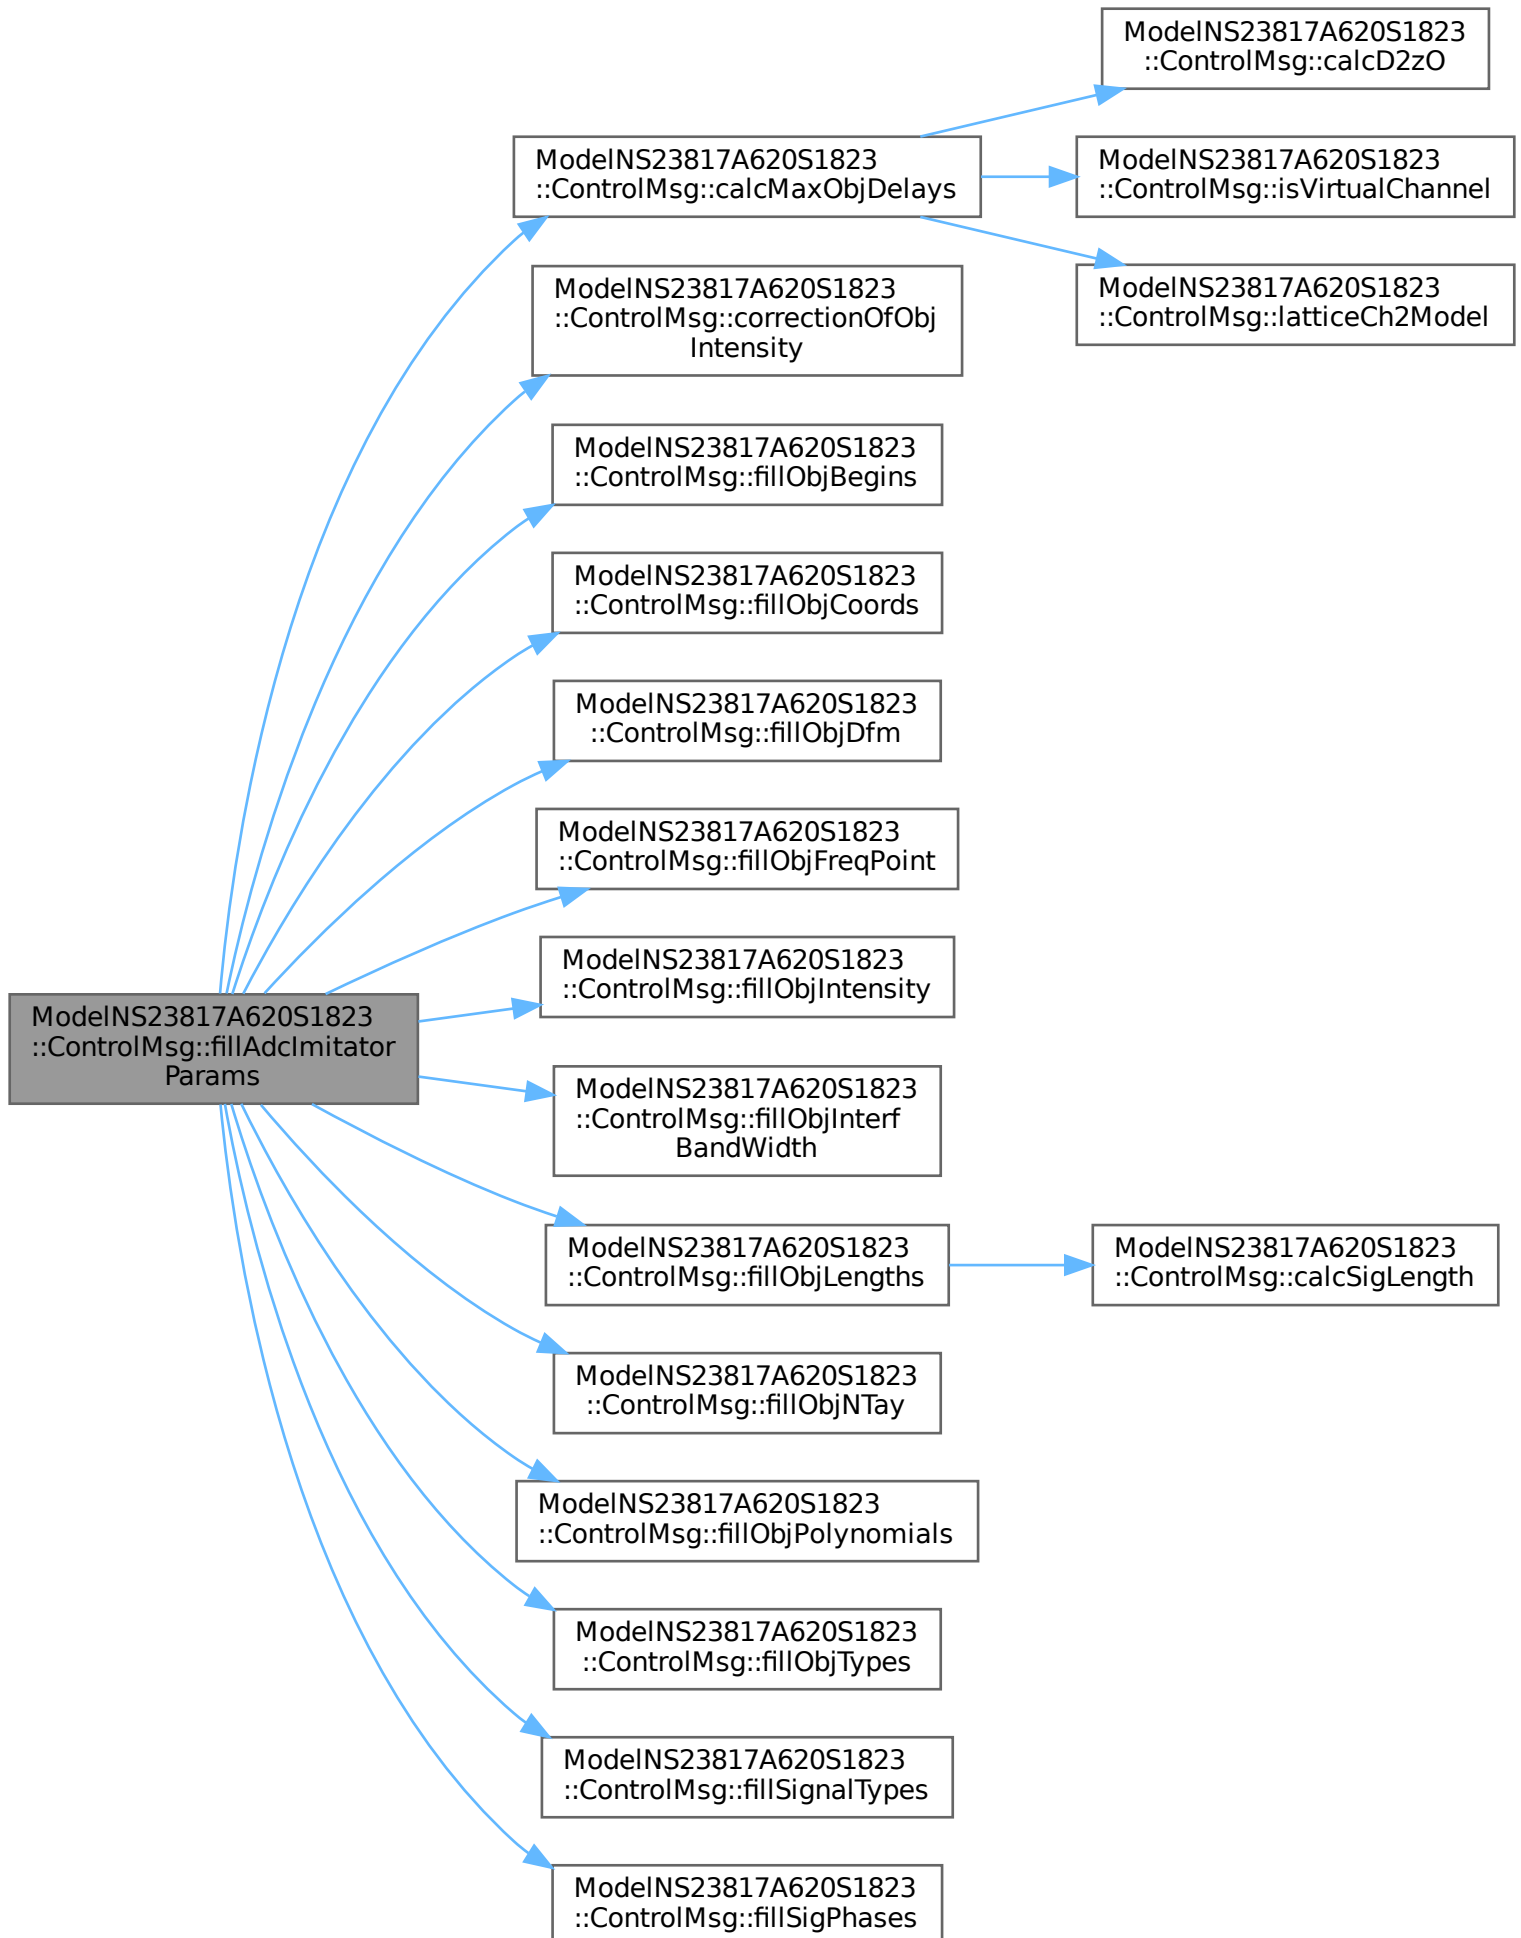 ModelNS23817A620S1823
::ControlMsg::calcD2zO
ModelNS23817A620S1823
::ControlMsg::calcMaxObjDelays
ModelNS23817A620S1823
::ControlMsg::isVirtualChannel
ModelNS23817A620S1823
::ControlMsg::latticeCh2Model
ModelNS23817A620S1823
::ControlMsg::correctionOfObj
Intensity
ModelNS23817A620S1823
::ControlMsg::fillObjBegins
ModelNS23817A620S1823
::ControlMsg::fillObjCoords
ModelNS23817A620S1823
::ControlMsg::fillObjDfm
ModelNS23817A620S1823
::ControlMsg::fillObjFreqPoint
ModelNS23817A620S1823
::ControlMsg::fillObjIntensity
ModelNS23817A620S1823
::ControlMsg::fillAdcImitator
Params
ModelNS23817A620S1823
::ControlMsg::fillObjInterf
BandWidth
ModelNS23817A620S1823
::ControlMsg::fillObjLengths
ModelNS23817A620S1823
::ControlMsg::calcSigLength
ModelNS23817A620S1823
::ControlMsg::fillObjNTay
ModelNS23817A620S1823
::ControlMsg::fillObjPolynomials
ModelNS23817A620S1823
::ControlMsg::fillObjTypes
ModelNS23817A620S1823
::ControlMsg::fillSignalTypes
ModelNS23817A620S1823
::ControlMsg::fillSigPhases